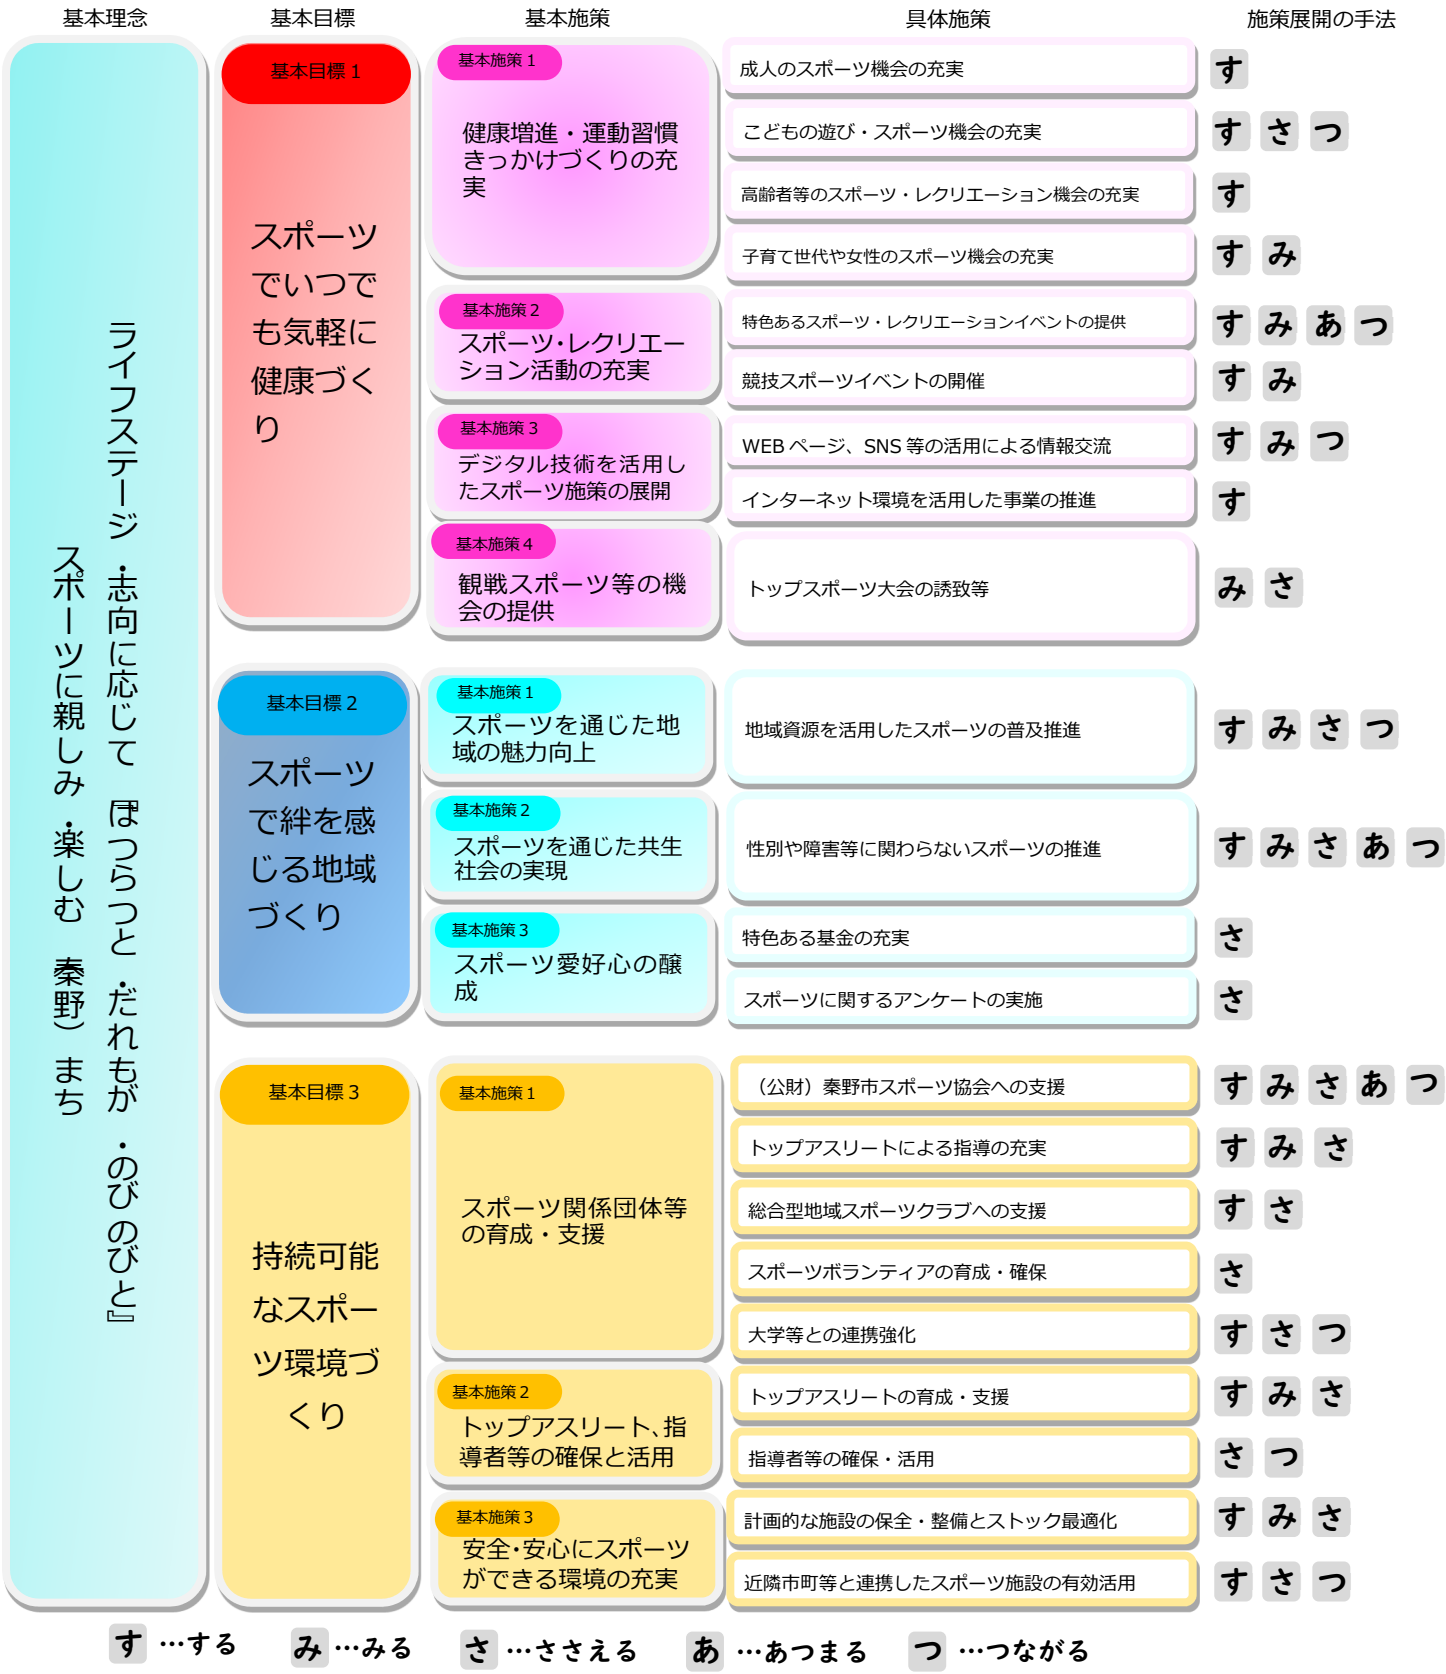 基本理念
基本目標
基本施策
具体施策
施策展開の手法
ライフステージ・志向に応じて『はつらつと・だれもが・のびのびと』
スポーツに親しみ・楽しむ 秦野）まち
基本目標 1
スポーツ
でいつで
も気軽に
健康づく
り
基本施策 1
健康増進・運動習慣
きっかけづくりの充
実
成人のスポーツ機会の充実
す
こどもの遊び・スポーツ機会の充実
す さ つ
高齢者等のスポーツ・レクリエーション機会の充実
す
子育て世代や女性のスポーツ機会の充実
す み
基本施策 2
スポーツ・レクリエー
ション活動の充実
特色あるスポーツ・レクリエーションイベントの提供
す み あ つ
競技スポーツイベントの開催
す み
基本施策 3
デジタル技術を活用し
たスポーツ施策の展開
WEB ページ、SNS 等の活用による情報交流
す み つ
インターネット環境を活用した事業の推進
す
基本施策 4
観戦スポーツ等の機
会の提供
トップスポーツ大会の誘致等
み さ
基本目標 2
スポーツ
で絆を感
じる地域
づくり
基本施策 1
スポーツを通じた地
域の魅力向上
地域資源を活用したスポーツの普及推進
す み さ つ
基本施策 2
スポーツを通じた共生
社会の実現
性別や障害等に関わらないスポーツの推進
す み さ あ つ
基本施策 3
スポーツ愛好心の醸
成
特色ある基金の充実
さ
スポーツに関するアンケートの実施
さ
基本目標 3
持続可能
なスポー
ツ環境づ
くり
基本施策 1
スポーツ関係団体等
の育成・支援
（公財）秦野市スポーツ協会への支援
す み さ あ つ
トップアスリートによる指導の充実
す み さ
総合型地域スポーツクラブへの支援
す さ
スポーツボランティアの育成・確保
さ
大学等との連携強化
す さ つ
基本施策 2
トップアスリート、指
導者等の確保と活用
トップアスリートの育成・支援
す み さ
指導者等の確保・活用
さ つ
基本施策 3
安全・安心にスポーツ
ができる環境の充実
計画的な施設の保全・整備とストック最適化
す み さ
近隣市町等と連携したスポーツ施設の有効活用
す さ つ
す …する み …みる さ …ささえる あ …あつまる つ …つながる